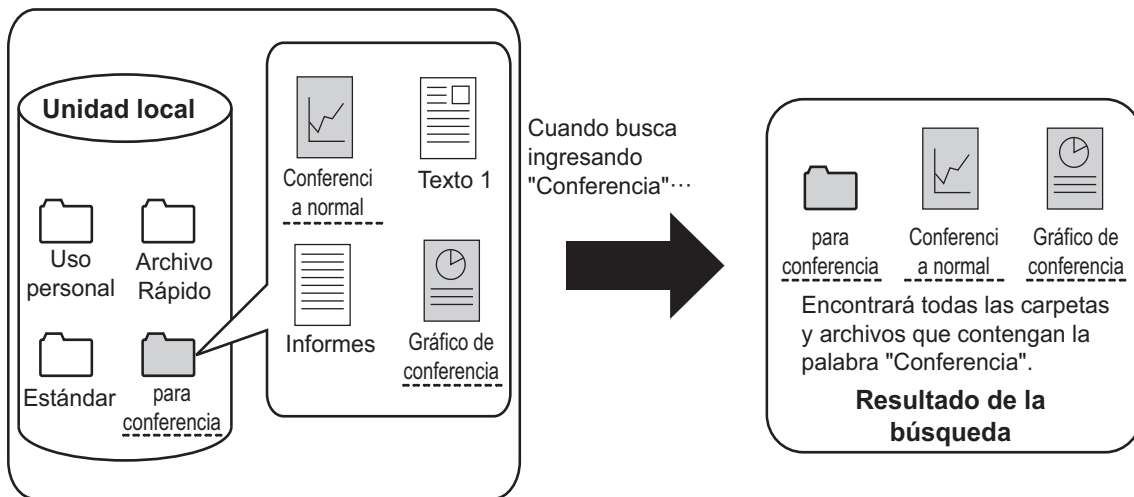 Unidad local
Uso
personal
Archivo
Rápido
Estándar
para
conferencia
Conferenci
a normal
Texto 1
Informes
Gráfico de
conferencia
Cuando busca
ingresando
"Conferencia"···
para
conferencia
Conferenci
a normal
Gráfico de
conferencia
Encontrará todas las carpetas
y archivos que contengan la
palabra "Conferencia".
Resultado de la
búsqueda